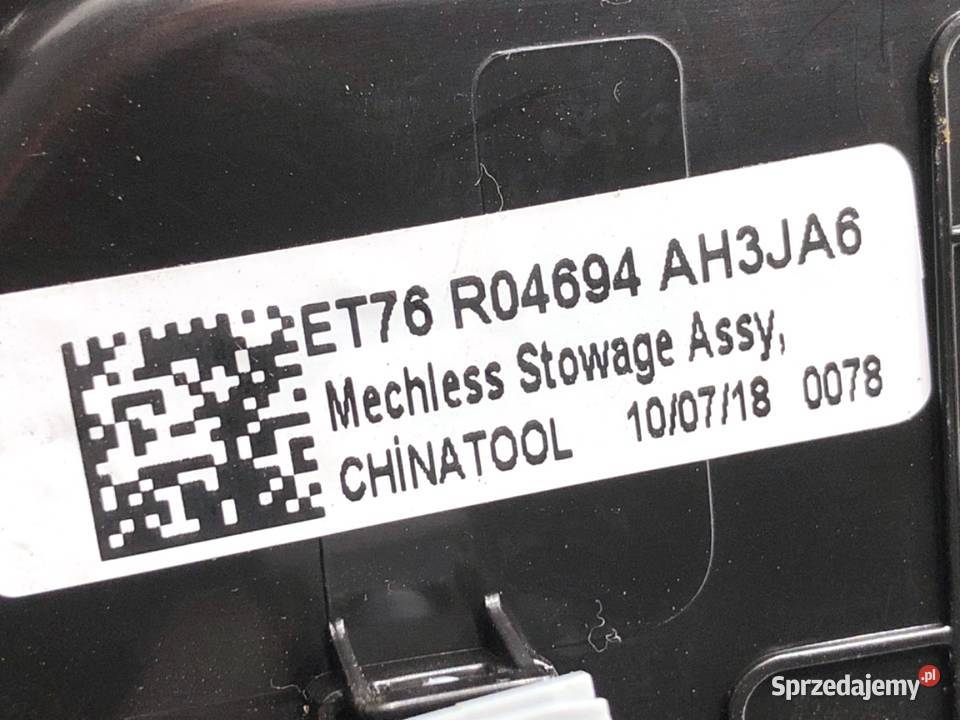 ET76 R04694 AH3JA6
Mechless Stowage Assy,
CHİNATOOL 10/07/18 0078
Sprzedajemy.pl